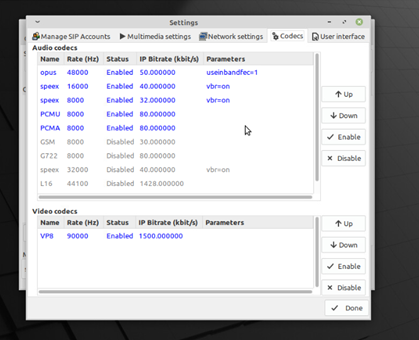 Settings
Manage SIP Accounts Multimedia settings Network settings Codecs User interface
Audio codecs
Name Rate (Hz) Status IP Bitrate (kbit/s) Parameters
opus 48000 Enabled 50.000000 useinbandfec=1
speex 16000 Enabled 40.000000 vbr=on
speex 8000 Enabled 32.000000 vbr=on
PCMU 8000 Enabled 80.000000
PCMA 8000 Enabled 80.000000
GSM 8000 Disabled 30.000000
G722 8000 Disabled 80.000000
speex 32000 Disabled 40.000000 vbr=on
L16 44100 Disabled 1428.000000
Up
Down
Enable
Disable
Video codecs
Name Rate (Hz) Status IP Bitrate (kbit/s) Parameters
VP8 90000 Enabled 1500.000000
Up
Down
Enable
Disable
Done